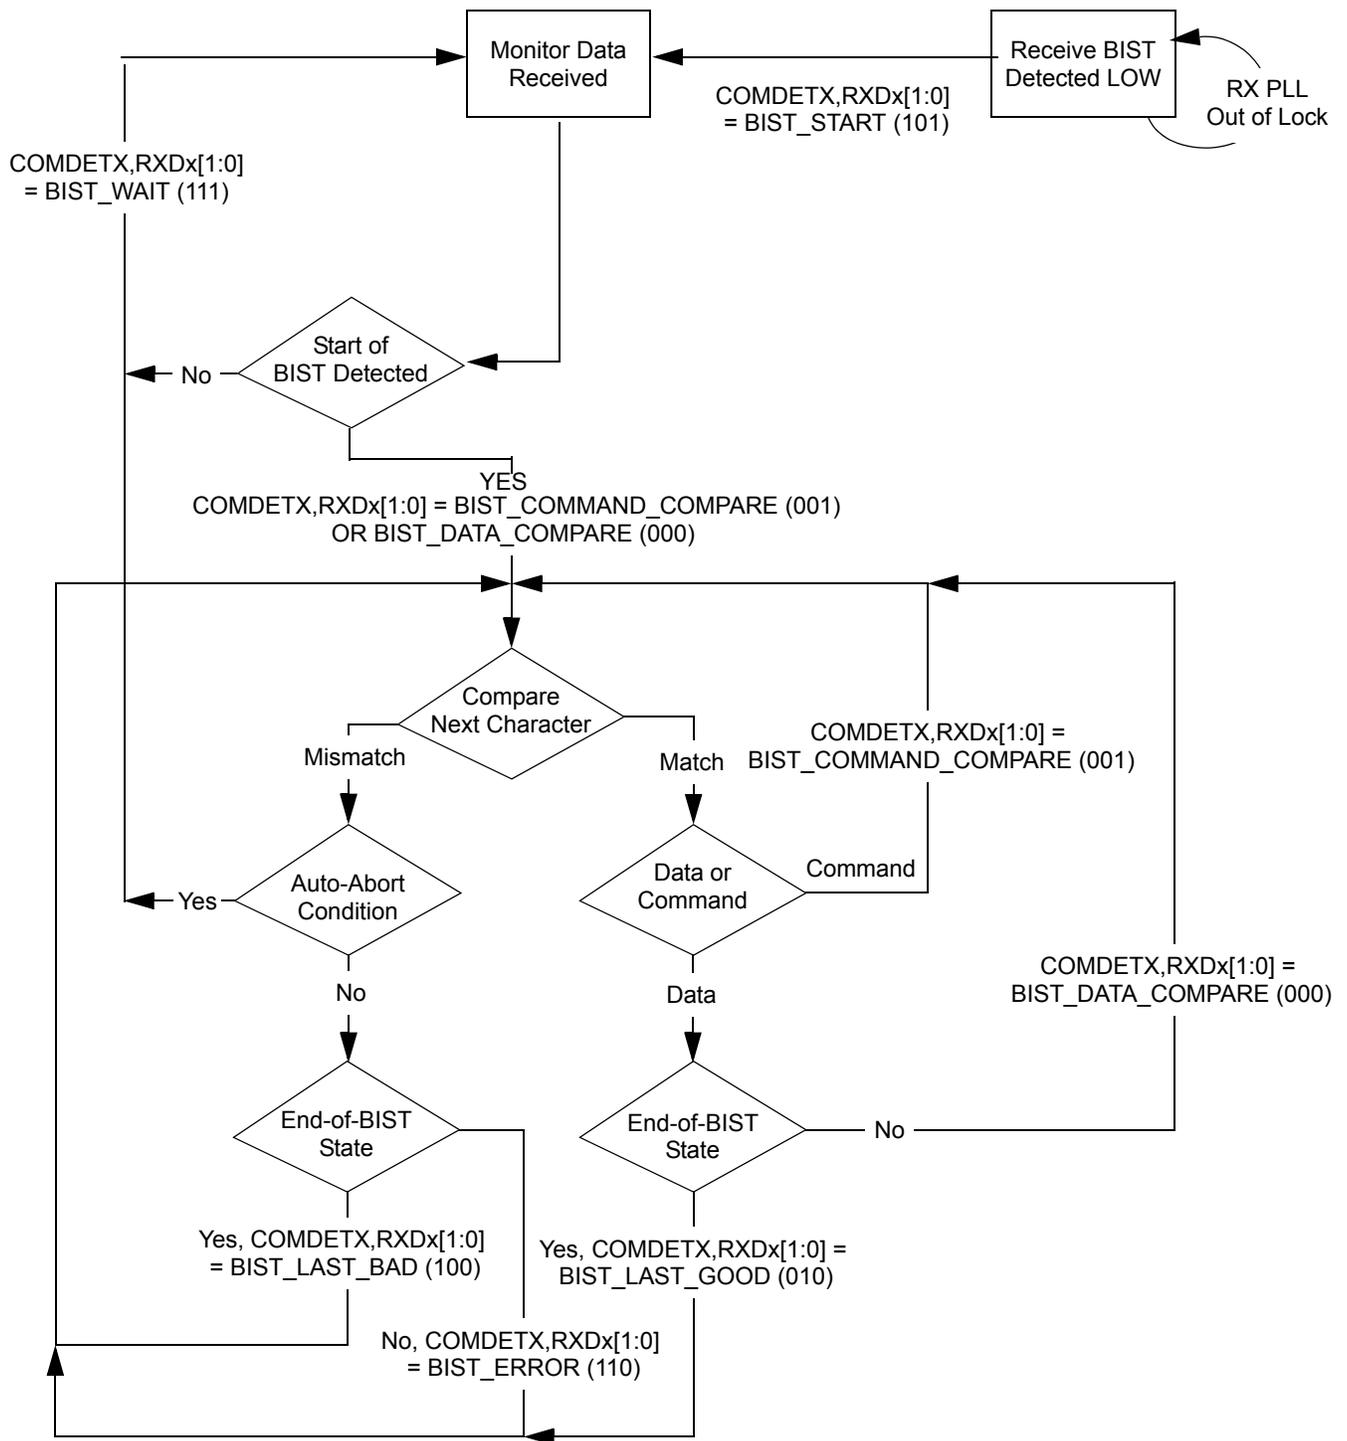 Monitor Data
Received
Receive BIST
Detected LOW
RX PLL
Out of Lock
COMDETX,RXDx[1:0]
= BIST_START (101)
COMDETX,RXDx[1:0]
= BIST_WAIT (111)
Start of
BIST Detected
No
YES
COMDETX,RXDx[1:0] = BIST_COMMAND_COMPARE (001)
OR BIST_DATA_COMPARE (000)
Compare
Next Character
Mismatch
Match
COMDETX,RXDx[1:0] =
BIST_COMMAND_COMPARE (001)
Auto-Abort
Condition
Yes
Data or
Command
Command
No
Data
COMDETX,RXDx[1:0] =
BIST_DATA_COMPARE (000)
End-of-BIST
State
End-of-BIST
State
No
Yes, COMDETX,RXDx[1:0]
= BIST_LAST_BAD (100)
Yes, COMDETX,RXDx[1:0] =
BIST_LAST_GOOD (010)
No, COMDETX,RXDx[1:0]
= BIST_ERROR (110)